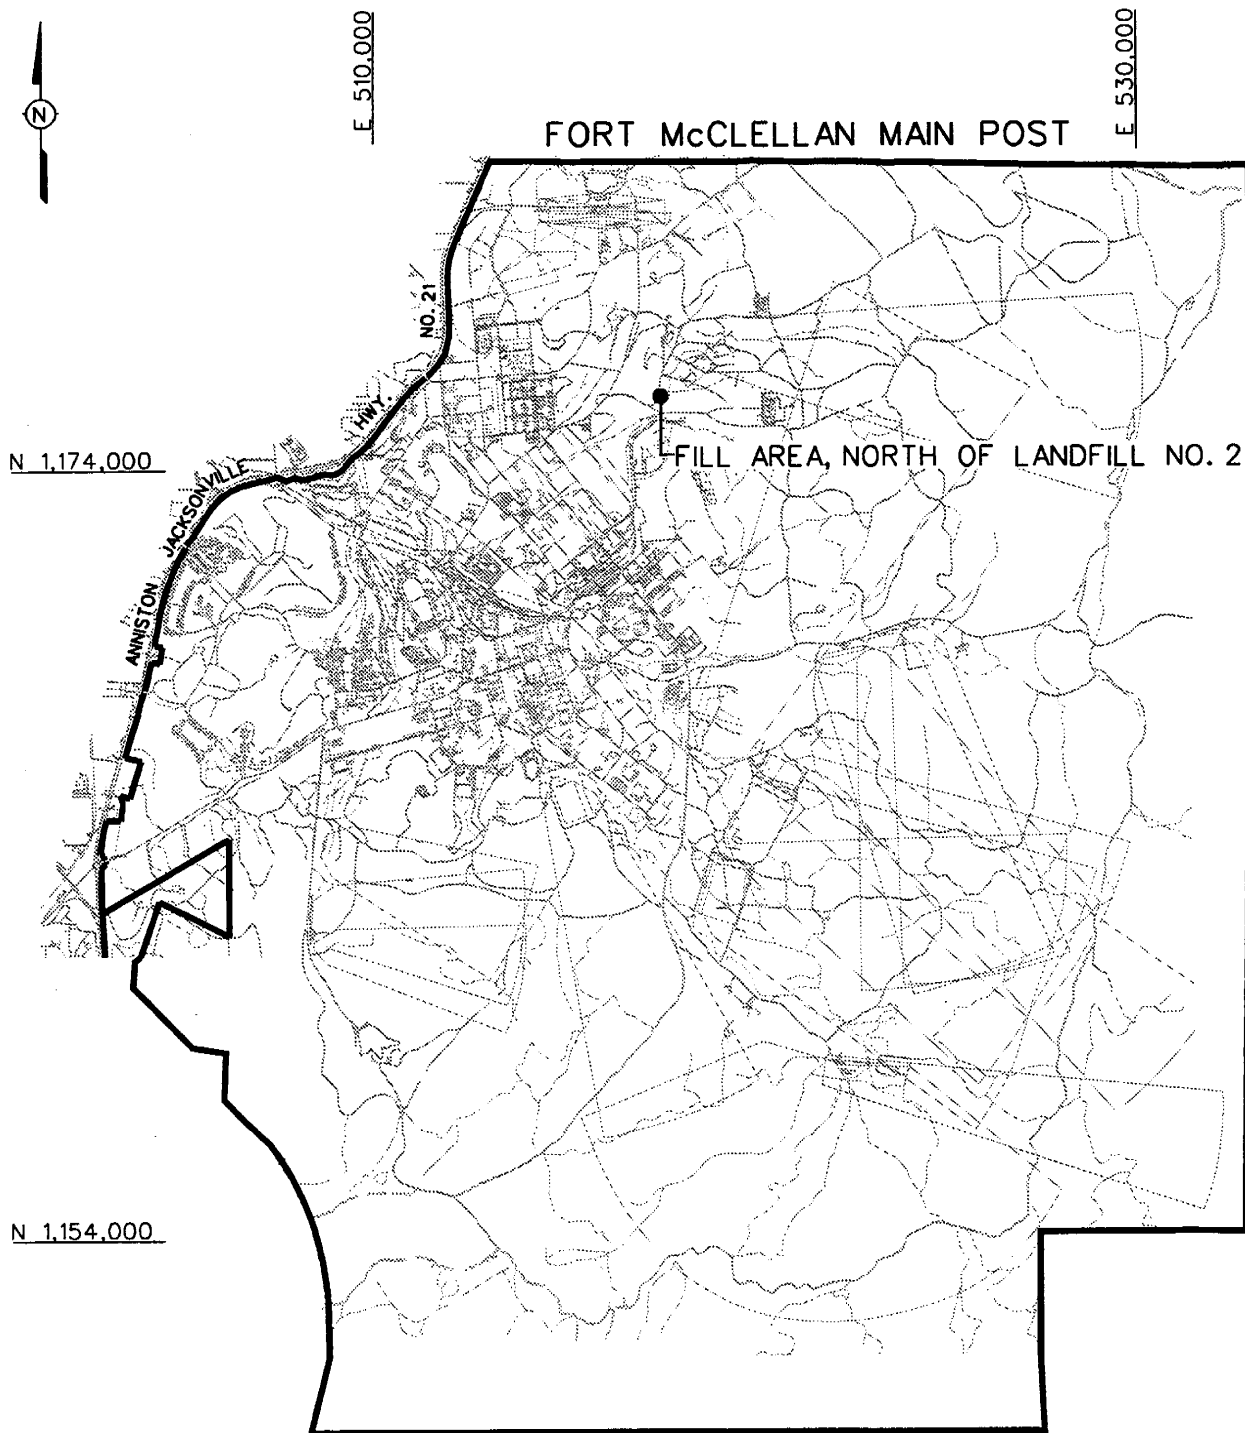 E 510,000
E 530,000
N
FORT McCLELLAN MAIN POST
NO. 21
HWY.
N 1,174,000
FILL AREA, NORTH OF LANDFILL NO. 2
JACKSONVILLE
ANNISTON
N 1,154,000